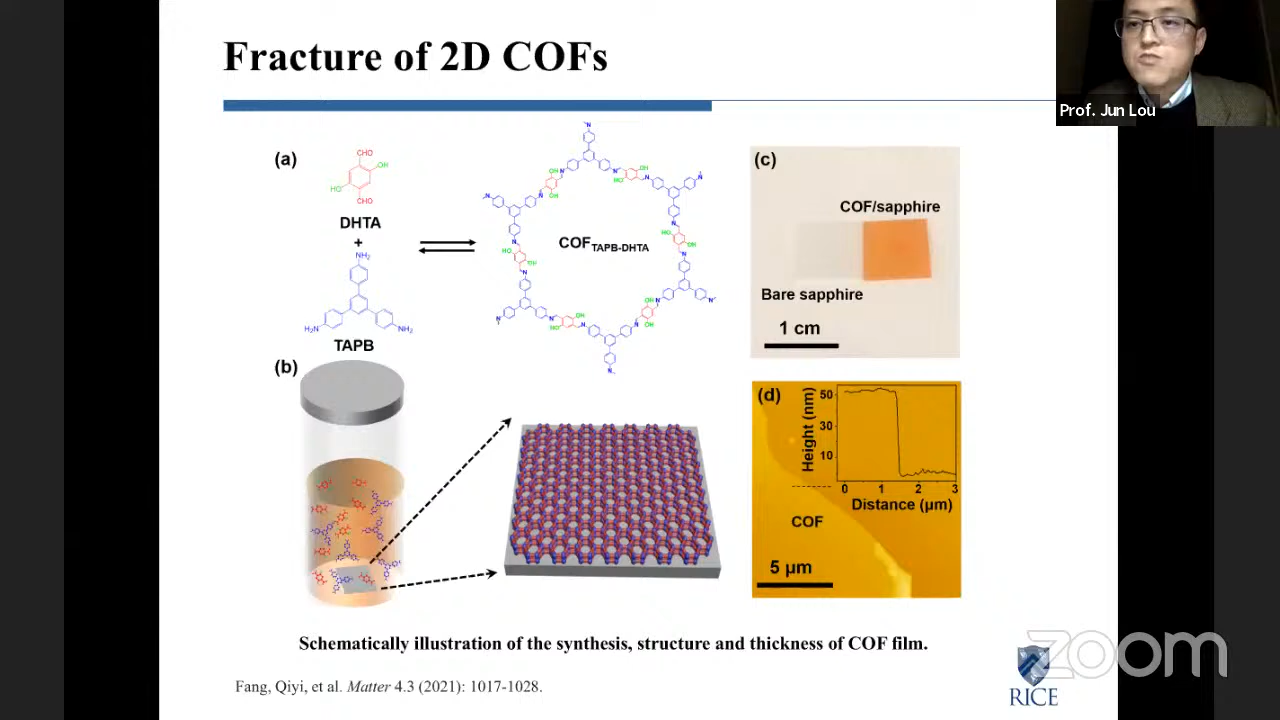 Fracture of 2D COFs
Prof. Jun Lou
(a)
CHO
OH
HO
CHO
DHTA
+
NH2
H2N
NH2
TAPB
COFTAPB-DHTA
(b)
(c)
COF/sapphire
Bare sapphire
1 cm
(d)
Height (nm)
50
30
10
0 1 2 3
Distance (µm)
COF
5 µm
Schematically illustration of the synthesis, structure and thickness of COF film.
Fang, Qiyi, et al. Matter 4.3 (2021): 1017-1028.
RICE
zoom